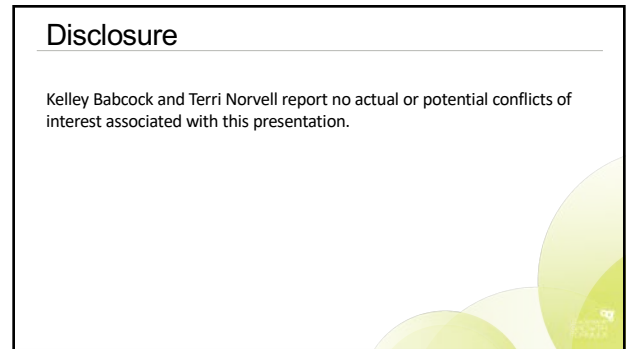 Disclosure
Kelley Babcock and Terri Norvell report no actual or potential conflicts of
interest associated with this presentation.